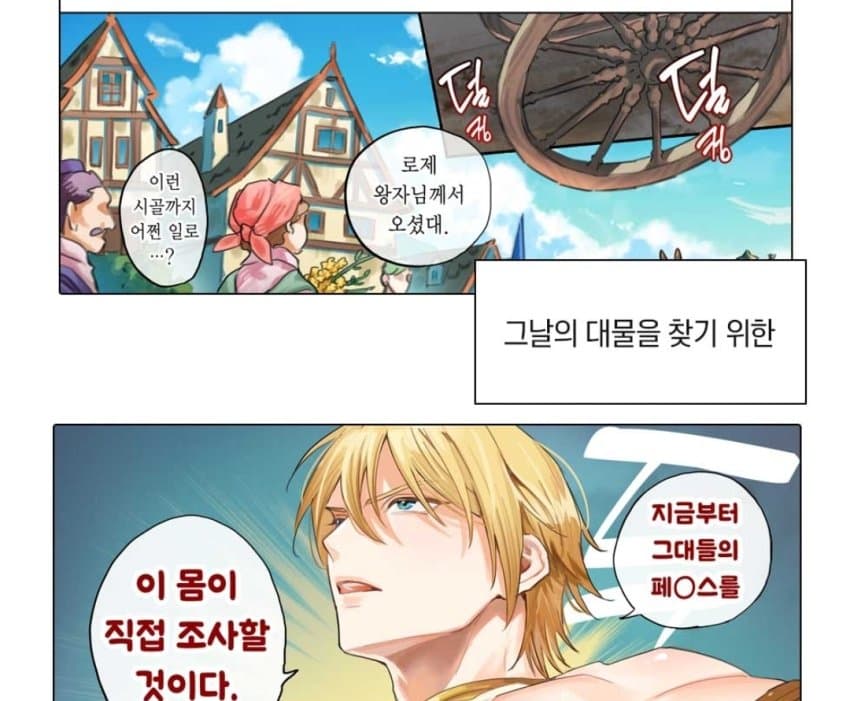 덜
컹
덜
컹
이런
시골까지
어쩐 일로
…?
로제
왕자님께서
오셨대.
그날의 대물을 찾기 위한
지금부터
그대들의
페○스를
이 몸이
직접 조사할
것이다.